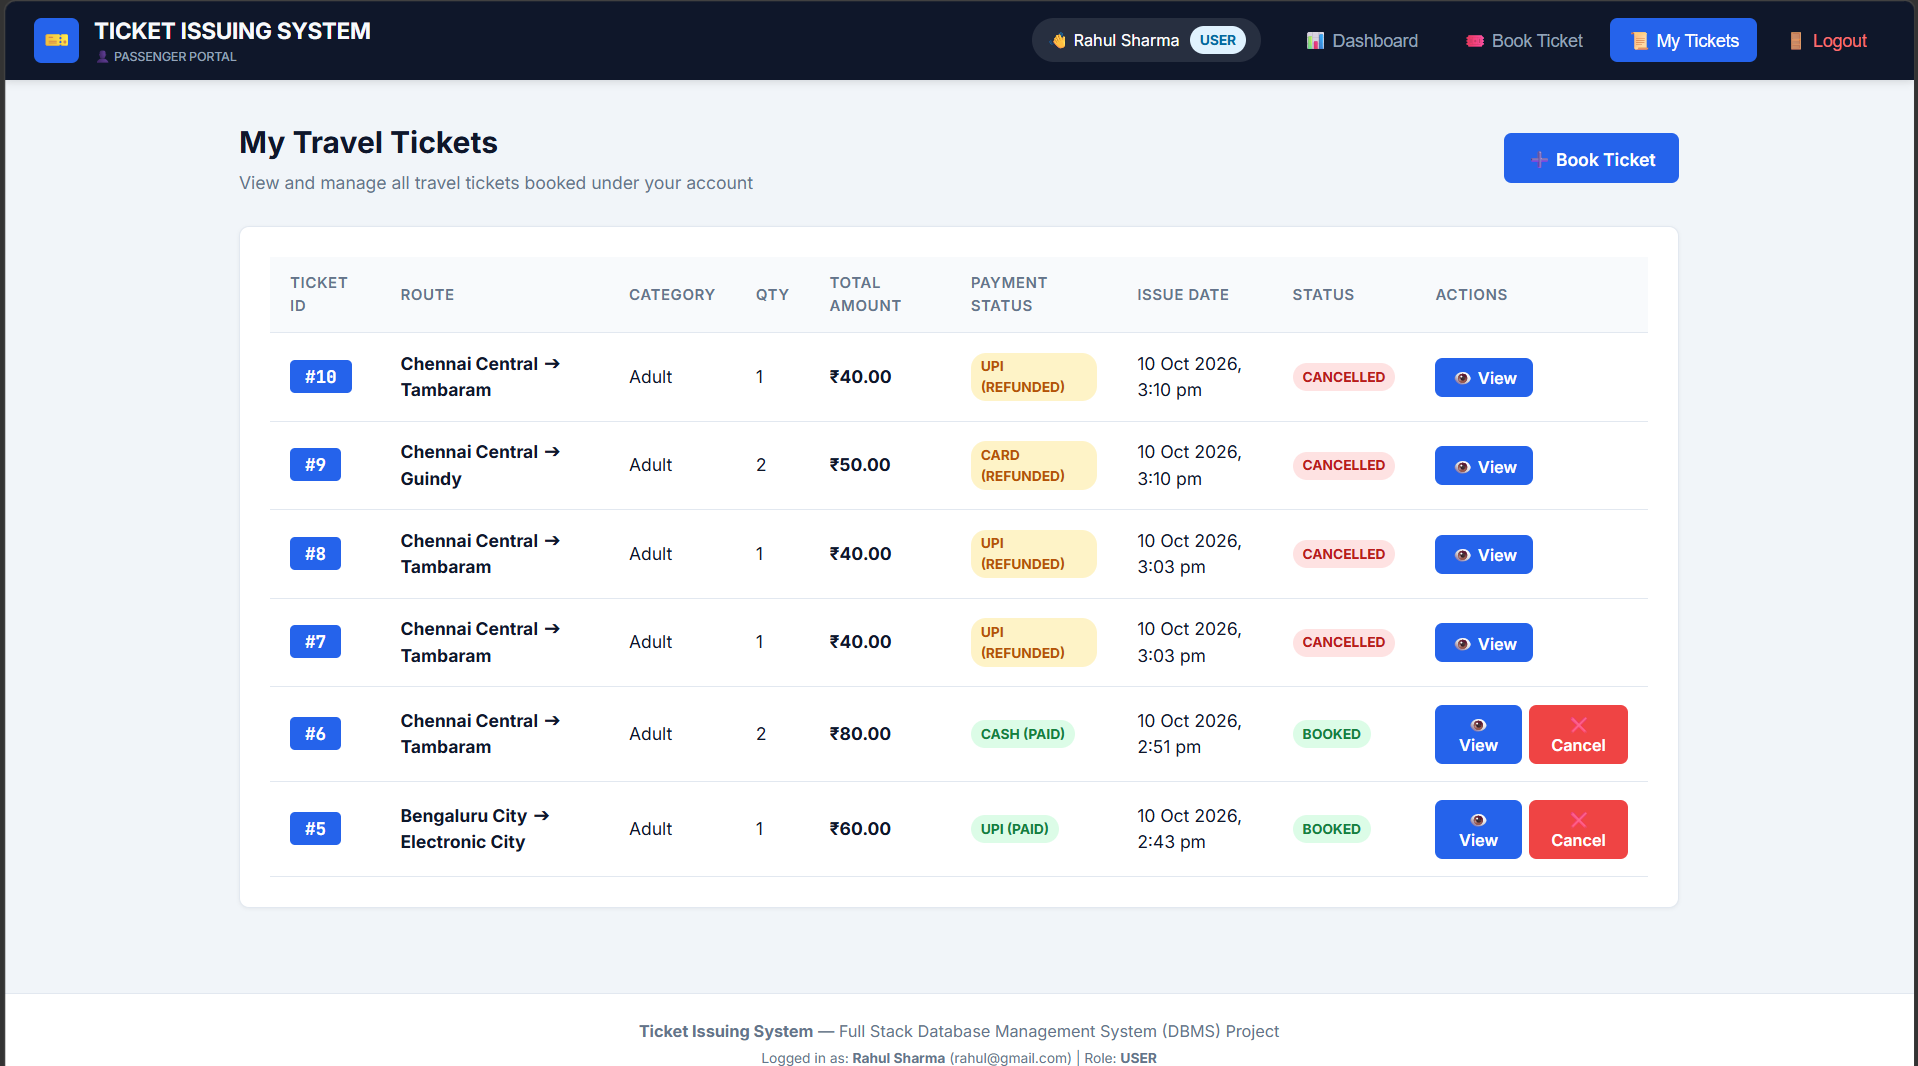 TICKET ISSUING SYSTEM
PASSENGER PORTAL
Rahul Sharma USER
Dashboard
Book Ticket
My Tickets
Logout
My Travel Tickets
View and manage all travel tickets booked under your account
Book Ticket
TICKET ID ROUTE CATEGORY QTY TOTAL AMOUNT PAYMENT STATUS ISSUE DATE STATUS ACTIONS
#10 Chennai Central → Tambaram Adult 1 ₹40.00 UPI (REFUNDED) 10 Oct 2026, 3:10 pm CANCELLED View
#9 Chennai Central → Guindy Adult 2 ₹50.00 CARD (REFUNDED) 10 Oct 2026, 3:10 pm CANCELLED View
#8 Chennai Central → Tambaram Adult 1 ₹40.00 UPI (REFUNDED) 10 Oct 2026, 3:03 pm CANCELLED View
#7 Chennai Central → Tambaram Adult 1 ₹40.00 UPI (REFUNDED) 10 Oct 2026, 3:03 pm CANCELLED View
#6 Chennai Central → Tambaram Adult 2 ₹80.00 CASH (PAID) 10 Oct 2026, 2:51 pm BOOKED View Cancel
#5 Bengaluru City → Electronic City Adult 1 ₹60.00 UPI (PAID) 10 Oct 2026, 2:43 pm BOOKED View Cancel
Ticket Issuing System — Full Stack Database Management System (DBMS) Project
Logged in as: Rahul Sharma (rahul@gmail.com) | Role: USER